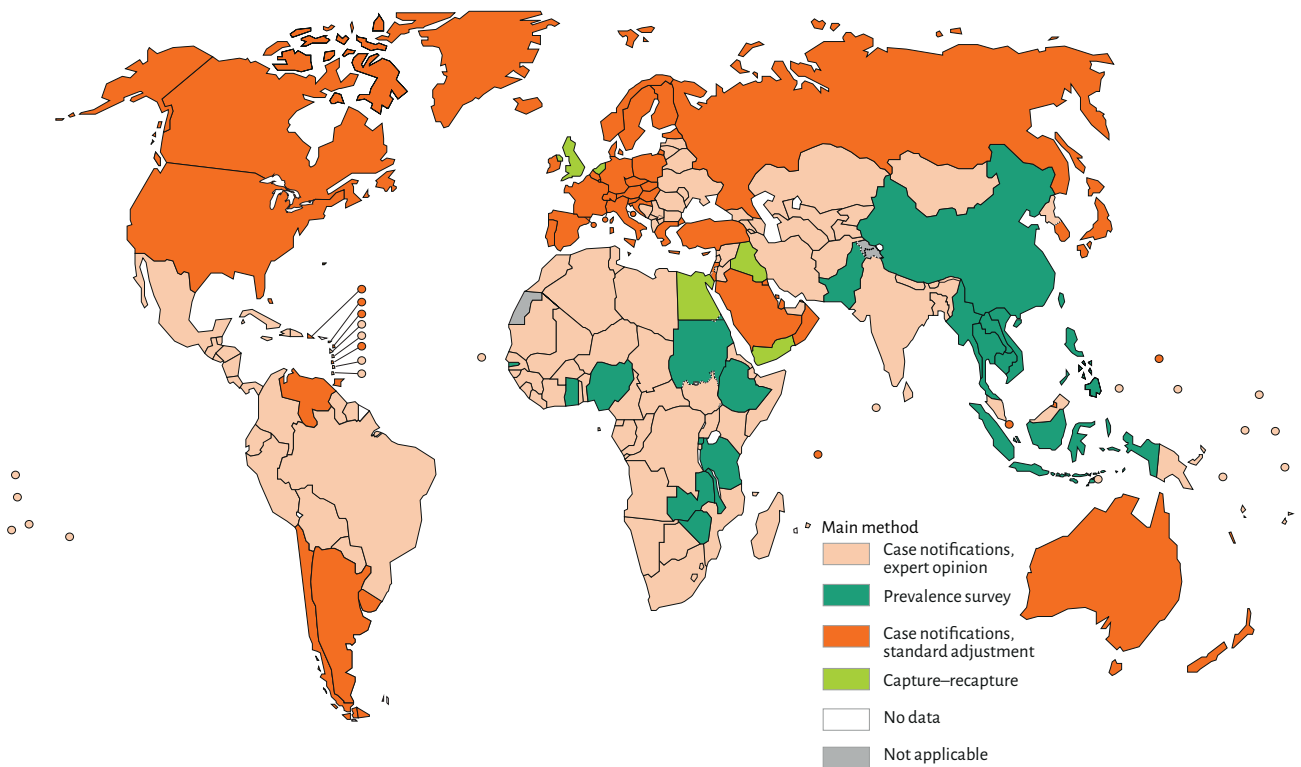 Main method
Case notifications,
expert opinion
Prevalence survey
Case notifications,
standard adjustment
Capture–recapture
No data
Not applicable